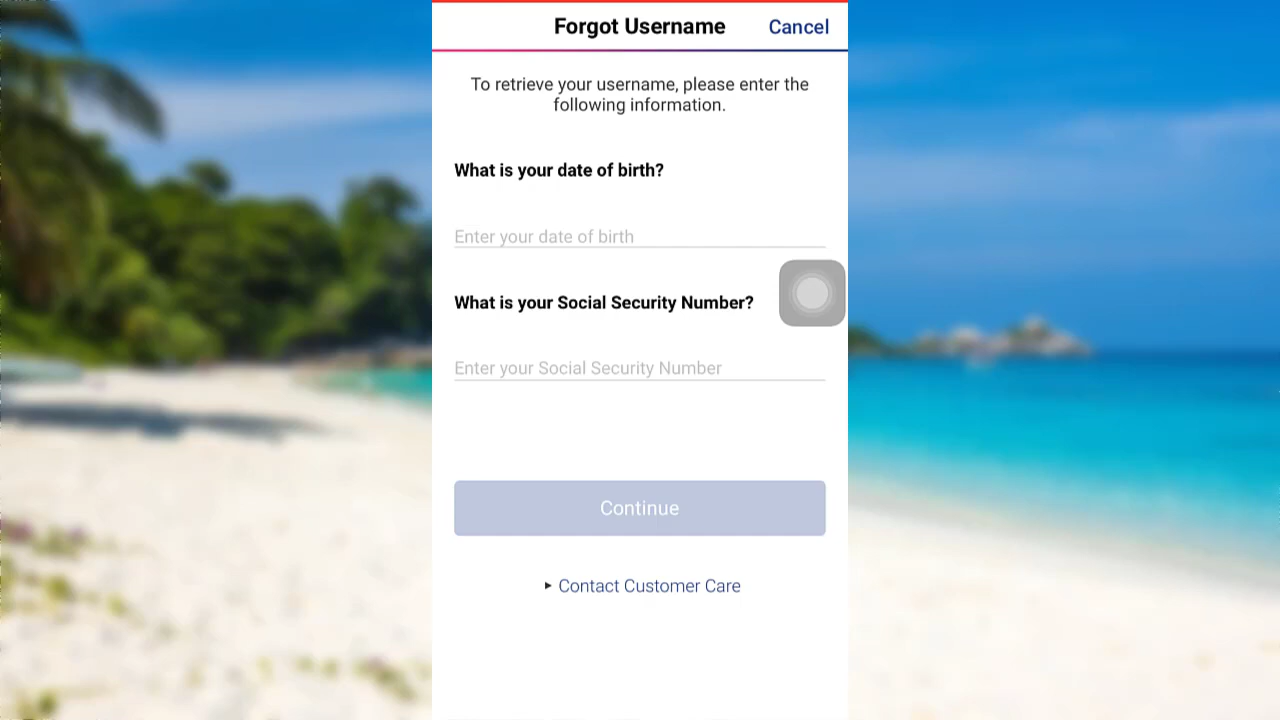 Forgot Username
Cancel
To retrieve your username, please enter the
following information.
What is your date of birth?
Enter your date of birth
What is your Social Security Number?
Enter your Social Security Number
Continue
Contact Customer Care